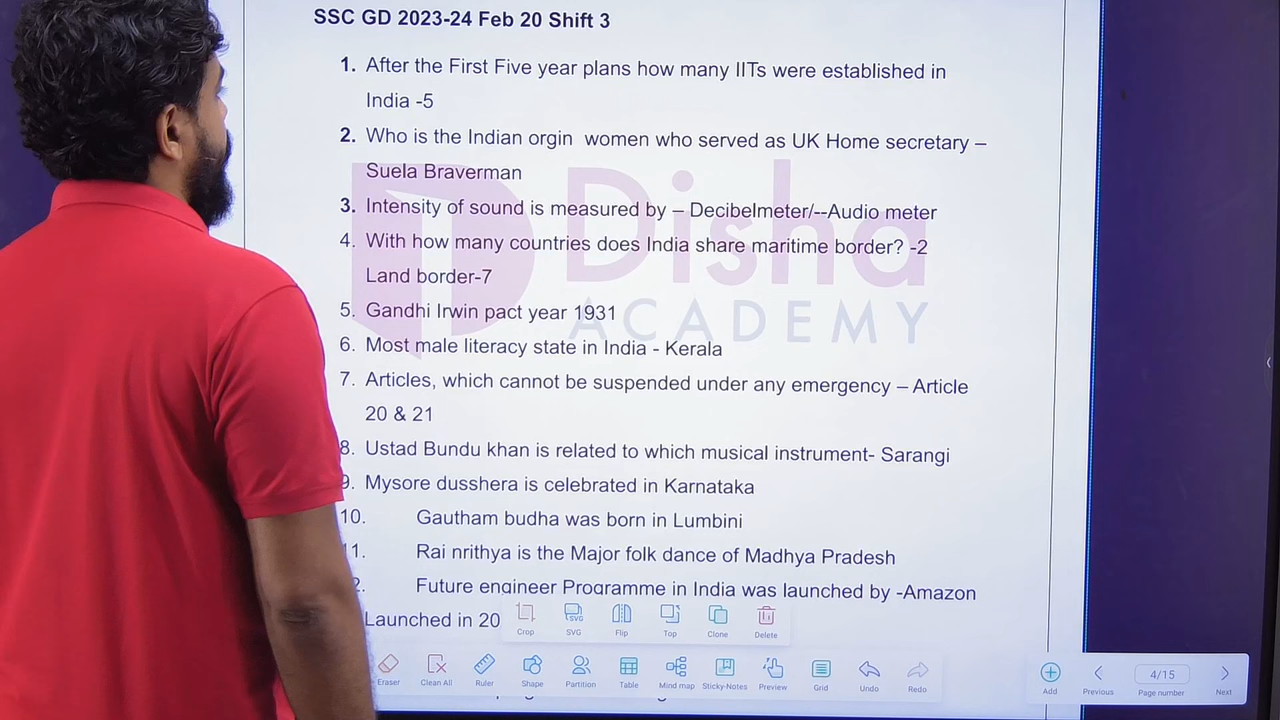 SSC GD 2023-24 Feb 20 Shift 3
1. After the First Five year plans how many IITs were established in
India -5
2. Who is the Indian orgin women who served as UK Home secretary –
Suela Braverman
3. Intensity of sound is measured by – Decibelmeter/--Audio meter
4. With how many countries does India share maritime border? -2
Land border-7
5. Gandhi Irwin pact year 1931
6. Most male literacy state in India - Kerala
7. Articles, which cannot be suspended under any emergency – Article
20 & 21
8. Ustad Bundu khan is related to which musical instrument- Sarangi
9. Mysore dusshera is celebrated in Karnataka
10. Gautham budha was born in Lumbini
11. Rai nrithya is the Major folk dance of Madhya Pradesh
2. Future engineer Programme in India was launched by -Amazon
Launched in 20
Disha
ACADEMY
Crop SVG Flip Top Clone Delete
Eraser Clean All Ruler Shape Partition Table Mind map Sticky-Notes Preview Grid Undo Redo
Add Previous 4/15 Page number Next